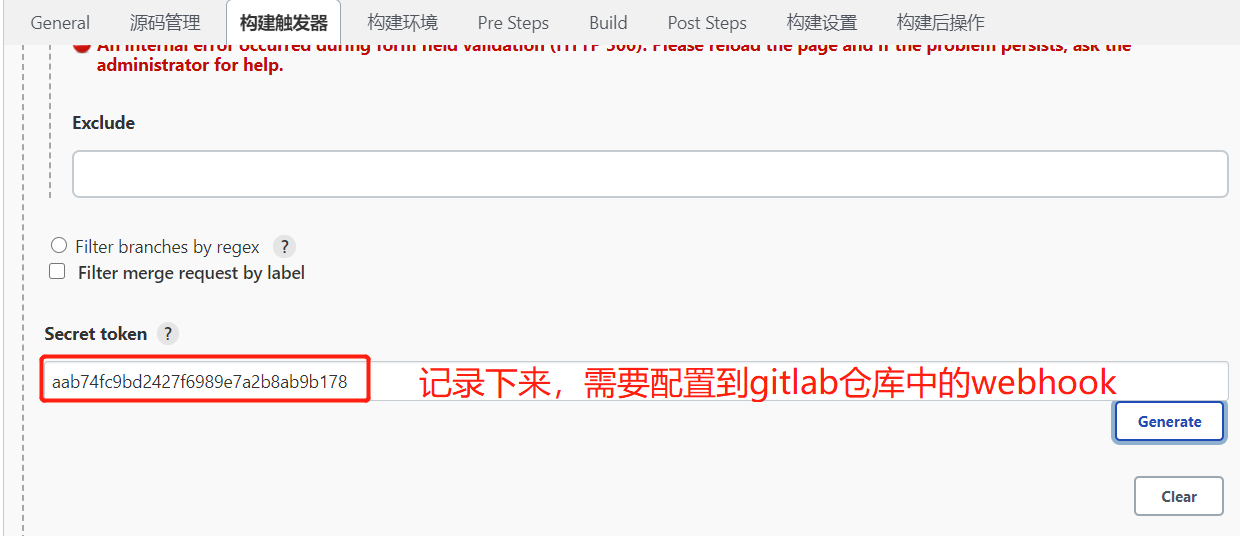 General 源码管理 构建触发器 构建环境 Pre Steps Build Post Steps 构建设置 构建后操作
An internal error occurred during form field validation (HTTP 500). Please reload the page and if the problem persists, ask the
administrator for help.
Exclude
Filter branches by regex ?
Filter merge request by label
Secret token ?
aab74fc9bd2427f6989e7a2b8ab9b178 记录下来，需要配置到gitlab仓库中的webhook
Generate
Clear